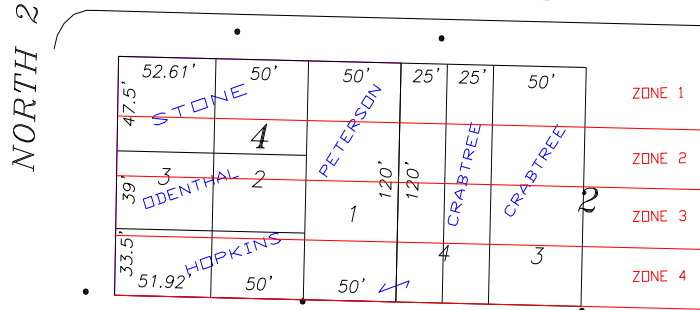 NORTH 2
52.61' 50' 50' 25' 25' 50'
47.5' STONE PETERSON ZONE 1
4 CRABTREE CRABTREE ZONE 2
39' 3 ODENTHAL 2 120' 120' 2
1 ZONE 3
33.5' HOPKINS 4 3
51.92' 50' 50' ZONE 4